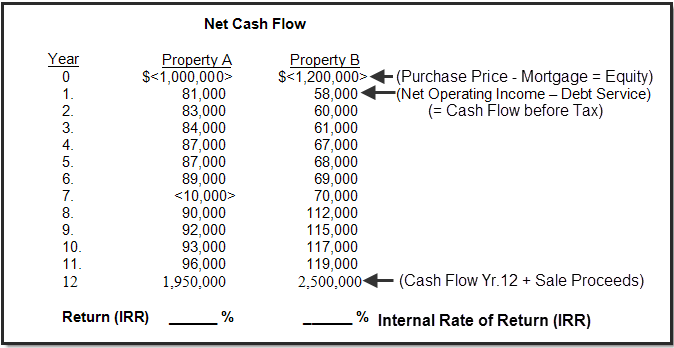 Net Cash Flow
Year Property A Property B
0 $<1,000,000> $<1,200,000> (Purchase Price - Mortgage = Equity)
1. 81,000 58,000 (Net Operating Income – Debt Service)
2. 83,000 60,000 (= Cash Flow before Tax)
3. 84,000 61,000
4. 87,000 67,000
5. 87,000 68,000
6. 89,000 69,000
7. <10,000> 70,000
8. 90,000 112,000
9. 92,000 115,000
10. 93,000 117,000
11. 96,000 119,000
12 1,950,000 2,500,000 (Cash Flow Yr.12 + Sale Proceeds)
Return (IRR) _____ % ______ % Internal Rate of Return (IRR)